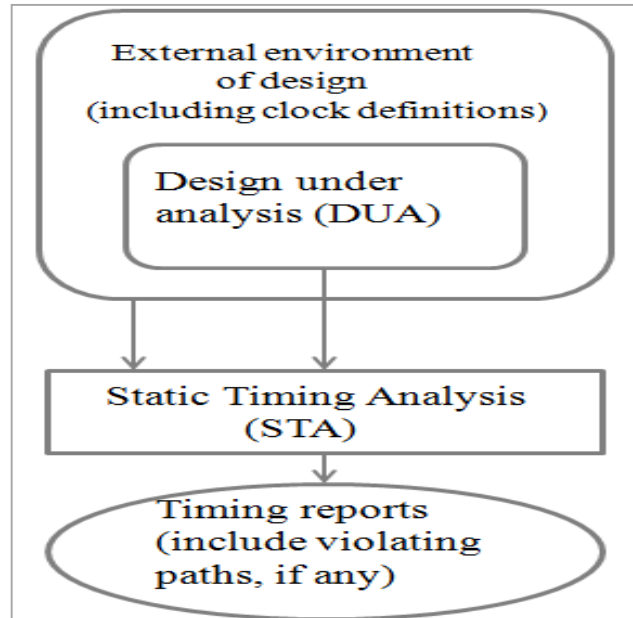 External environment
of design
(including clock definitions)
Design under
analysis (DUA)
Static Timing Analysis
(STA)
Timing reports
(include violating
paths, if any)